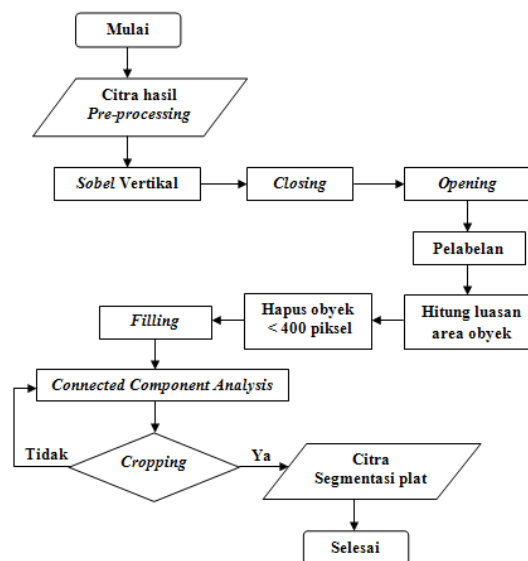 Mulai
Citra hasil
Pre-processing
Sobel Vertikal
Closing
Opening
Pelabelan
Hitung luasan
area obyek
Hapus obyek
< 400 piksel
Filling
Connected Component Analysis
Cropping
Tidak
Ya
Citra
Segmentasi plat
Selesai